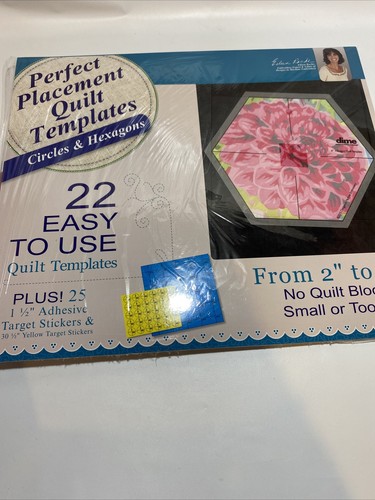 Perfect
Placement
Quilt
Templates
Circles & Hexagons
22
EASY
TO USE
Quilt Templates
PLUS! 25
1 ½" Adhesive
Target Stickers &
30 ½" Yellow Target Stickers
dime
From 2" to
No Quilt Bloc
Small or Too